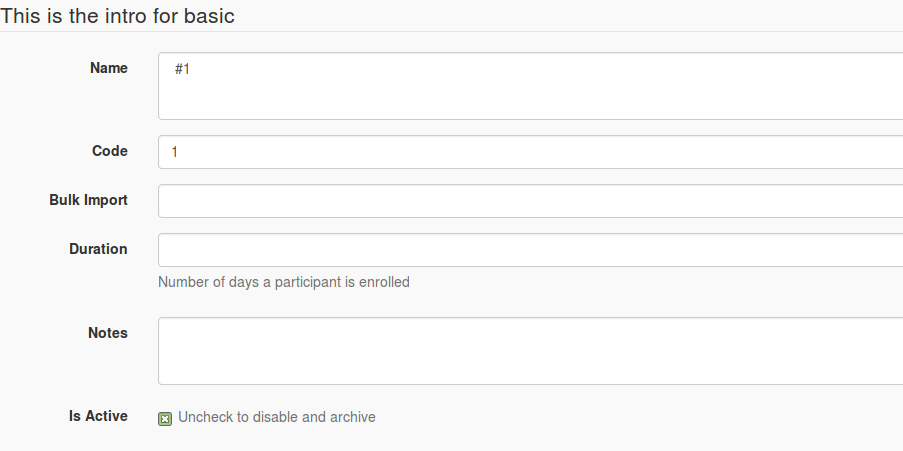 This is the intro for basic
Name #1
Code 1
Bulk Import
Duration
Number of days a participant is enrolled
Notes
Is Active Uncheck to disable and archive